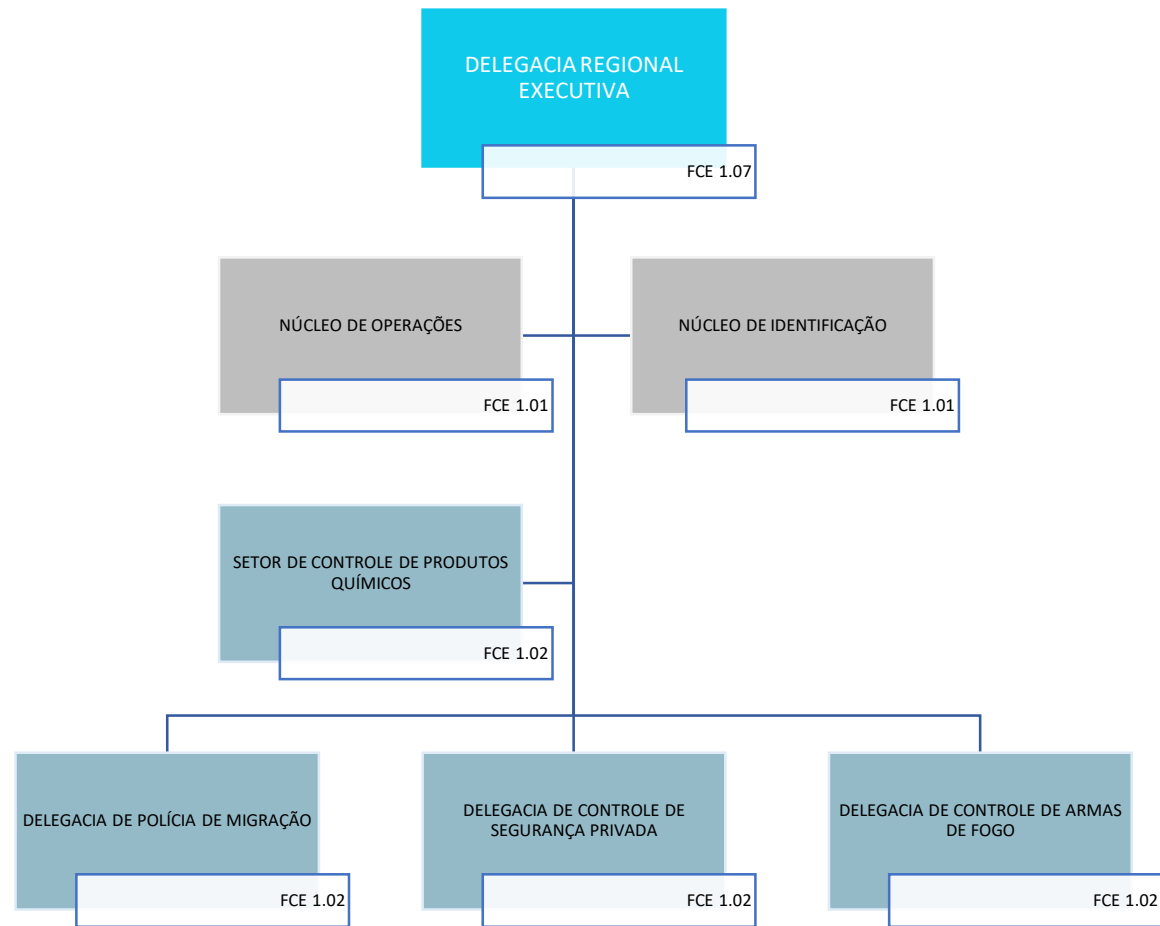 DELEGACIA REGIONAL
EXECUTIVA
FCE 1.07
NÚCLEO DE OPERAÇÕES
FCE 1.01
NÚCLEO DE IDENTIFICAÇÃO
FCE 1.01
SETOR DE CONTROLE DE PRODUTOS
QUÍMICOS
FCE 1.02
DELEGACIA DE POLÍCIA DE MIGRAÇÃO
FCE 1.02
DELEGACIA DE CONTROLE DE
SEGURANÇA PRIVADA
FCE 1.02
DELEGACIA DE CONTROLE DE ARMAS
DE FOGO
FCE 1.02